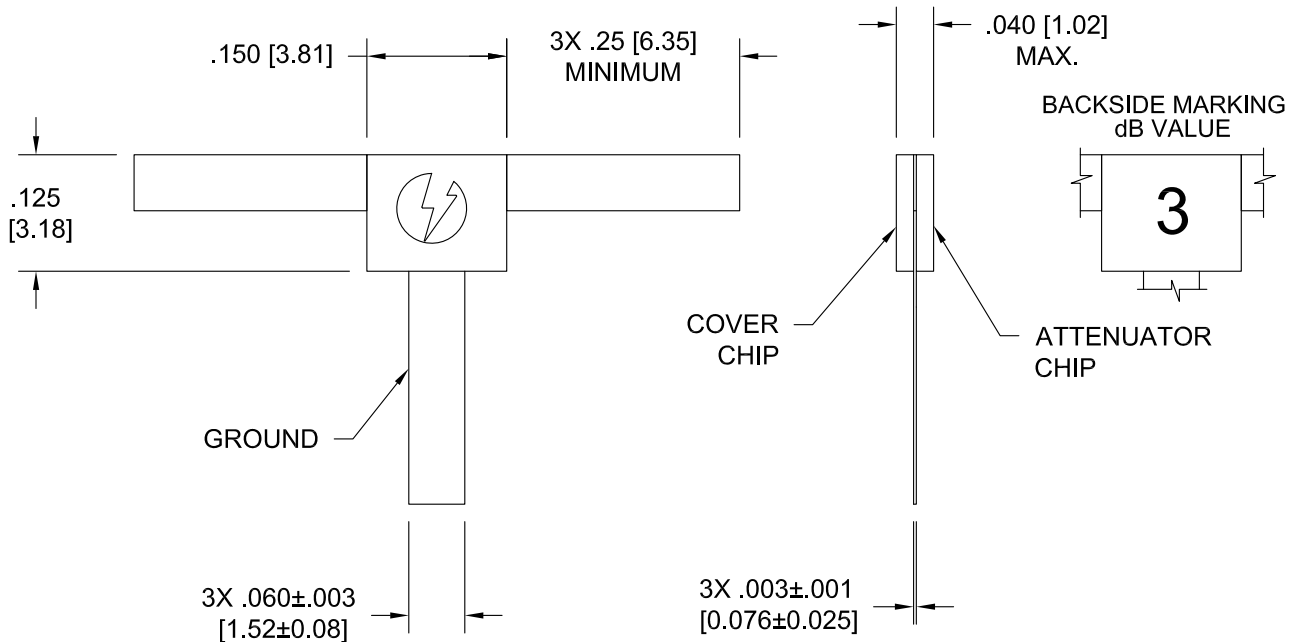 .150 [3.81]
3X .25 [6.35]
MINIMUM
.040 [1.02]
MAX.
BACKSIDE MARKING
dB VALUE
.125
[3.18]
3
COVER
CHIP
ATTENUATOR
CHIP
GROUND
3X .060±.003
[1.52±0.08]
3X .003±.001
[0.076±0.025]